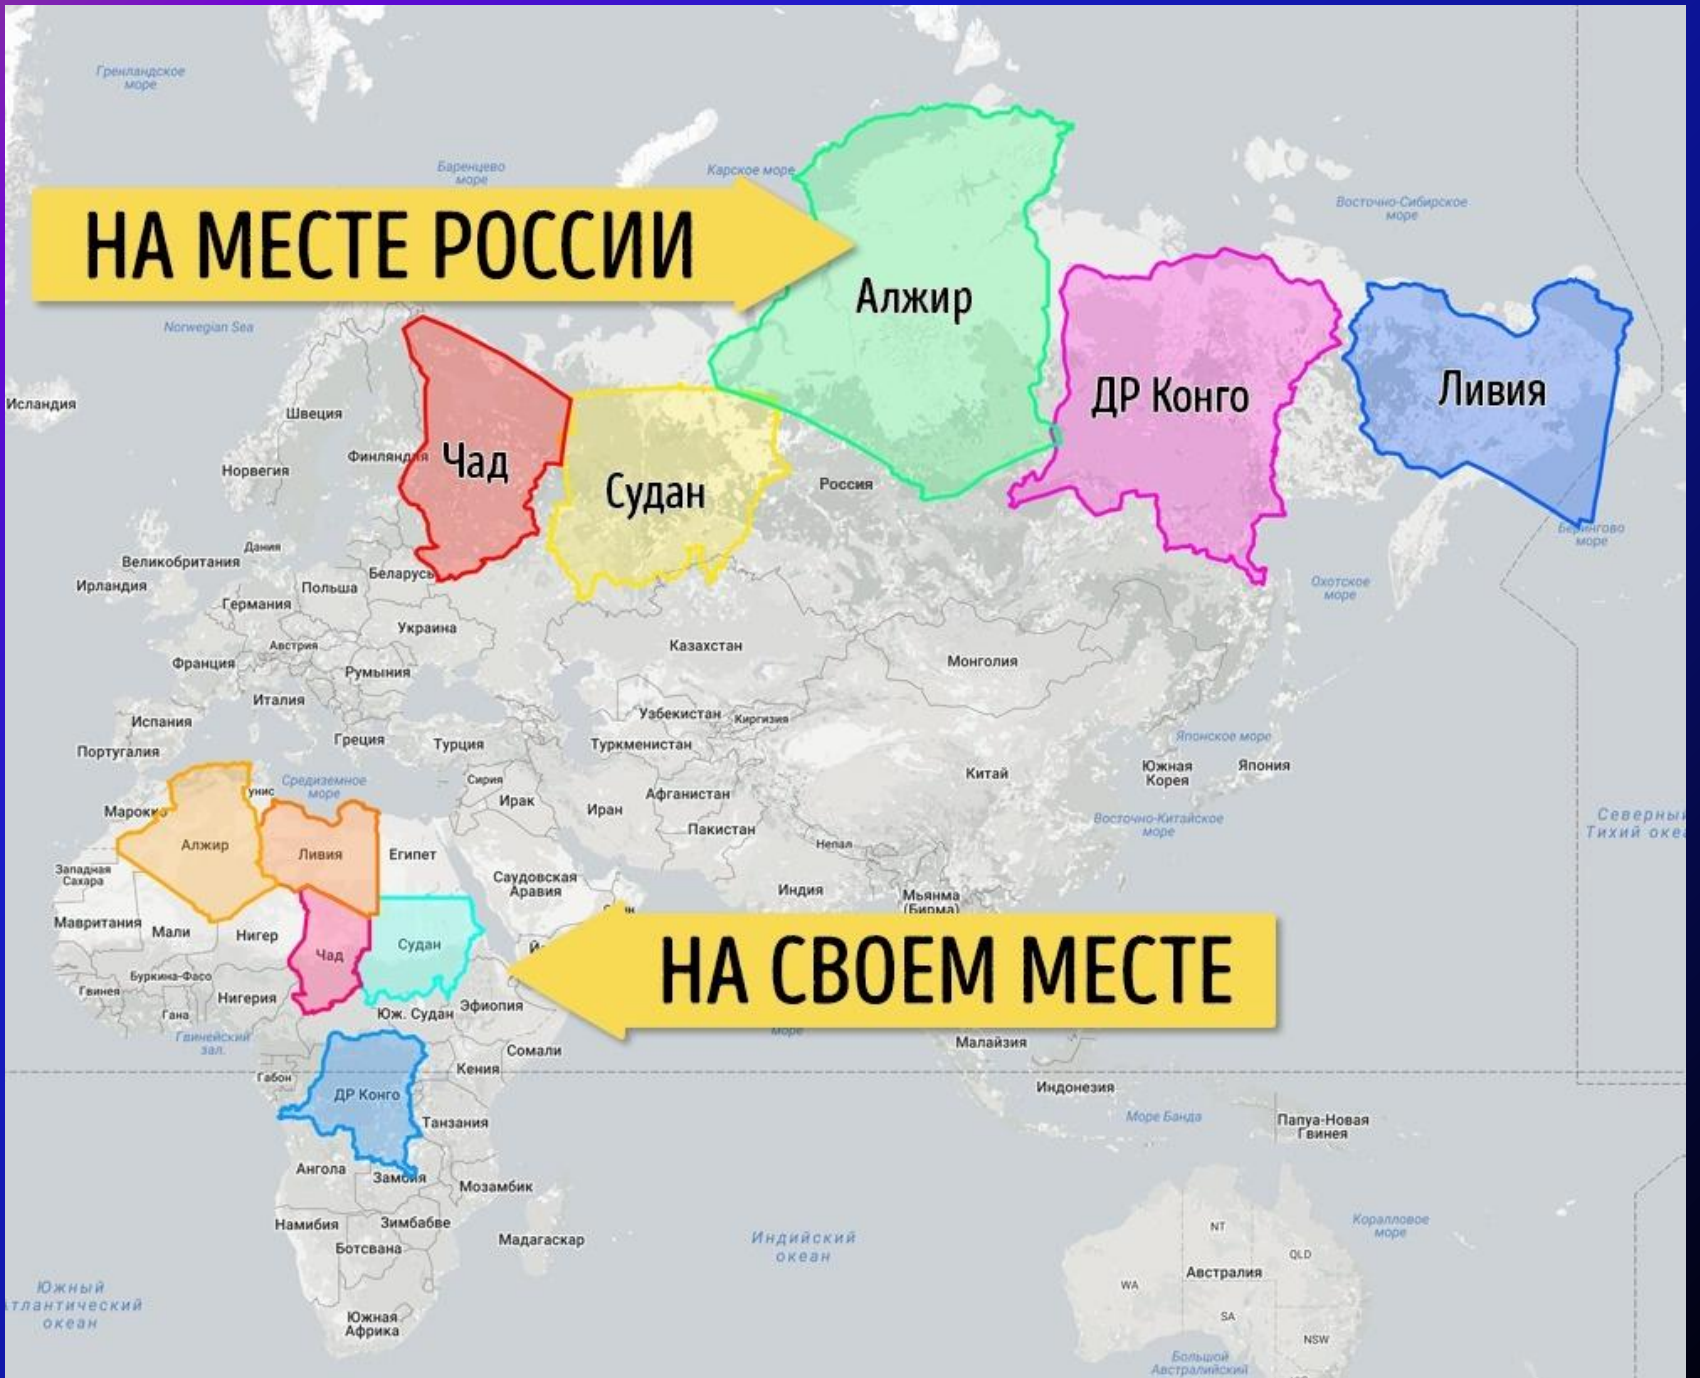 Гренландское
море
Баренцево
море
Карское море
Восточно-Сибирское
море
НА МЕСТЕ РОССИИ
Алжир
Norwegian Sea
ДР Конго
Ливия
Исландия
Швеция
Финляндия
Чад
Норвегия
Судан
Россия
Берингово
море
Дания
Великобритания
Беларусь
Ирландия
Польша
Охотское
море
Германия
Украина
Австрия
Казахстан
Франция
Румыния
Монголия
Италия
Испания
Узбекистан
Киргизия
Португалия
Греция
Турция
Туркменистан
Японское море
Сирия
Китай
Южная
Корея
Япония
Средиземное
море
унис
Марокко
Ирак
Иран
Афганистан
Пакистан
Восточно-Китайское
море
Северный
Тихий оке
Алжир
Ливия
Египет
Непал
Западная
Сахара
Саудовская
Аравия
Индия
Мьянма
(Бирма)
Мавритания
Мали
Нигер
Чад
Судан
НА СВОЕМ МЕСТЕ
Буркина-Фасо
Гвинея
Нигерия
Гана
Юж. Судан
Эфиопия
Гвинейский
зал.
море
Сомали
Малайзия
Габон
Кения
Индонезия
ДР Конго
Танзания
Море Банда
Папуа-Новая
Гвинея
Ангола
Замбия
Мозамбик
Намибия
Зимбабве
Ботсвана
Мадагаскар
Индийский
океан
Коралловое
море
NT
QLD
Австралия
WA
SA
NSW
Южный
тлантический
океан
Южная
Африка
Большой
Австралийский